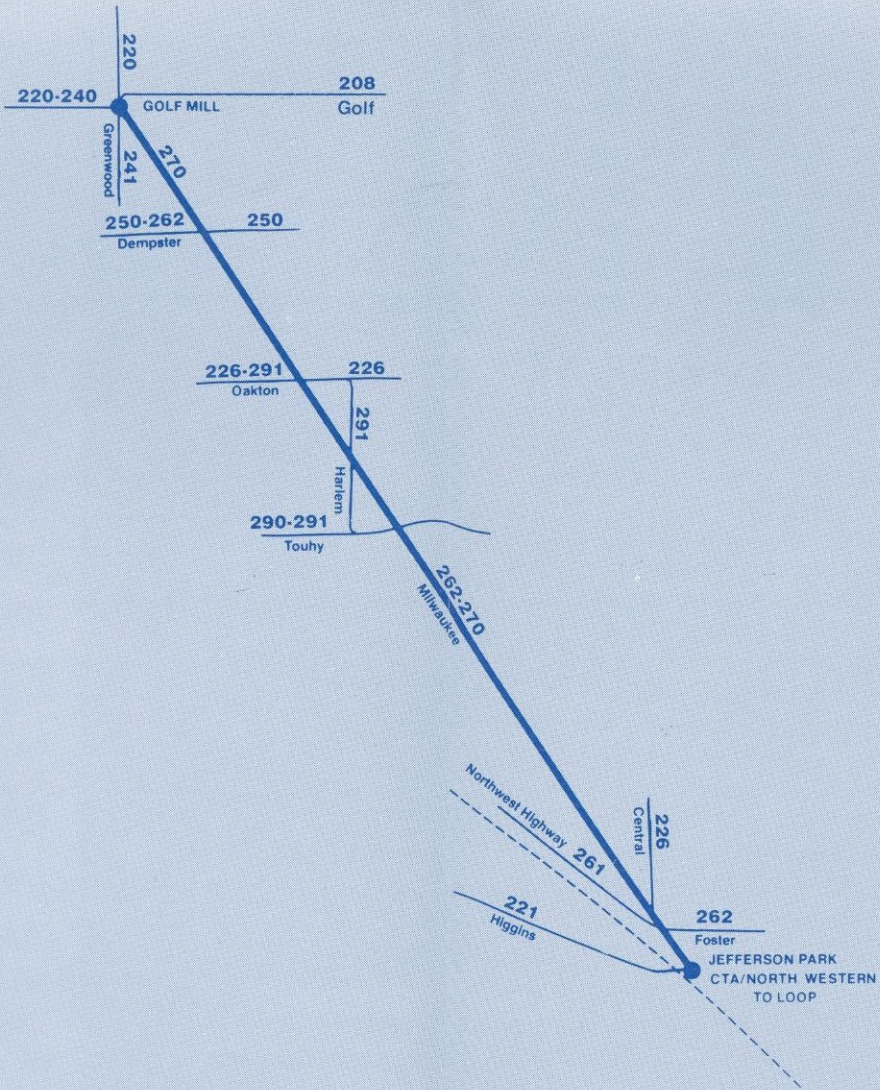 220
220-240
GOLF MILL
208
Golf
Greenwood
241
270
250-262
250
Dempster
226-291
226
Oakton
291
Harlem
290-291
Touhy
262-270
Milwaukee
Northwest Highway
261
Central
226
221
Higgins
262
Foster
JEFFERSON PARK
CTA/NORTH WESTERN
TO LOOP